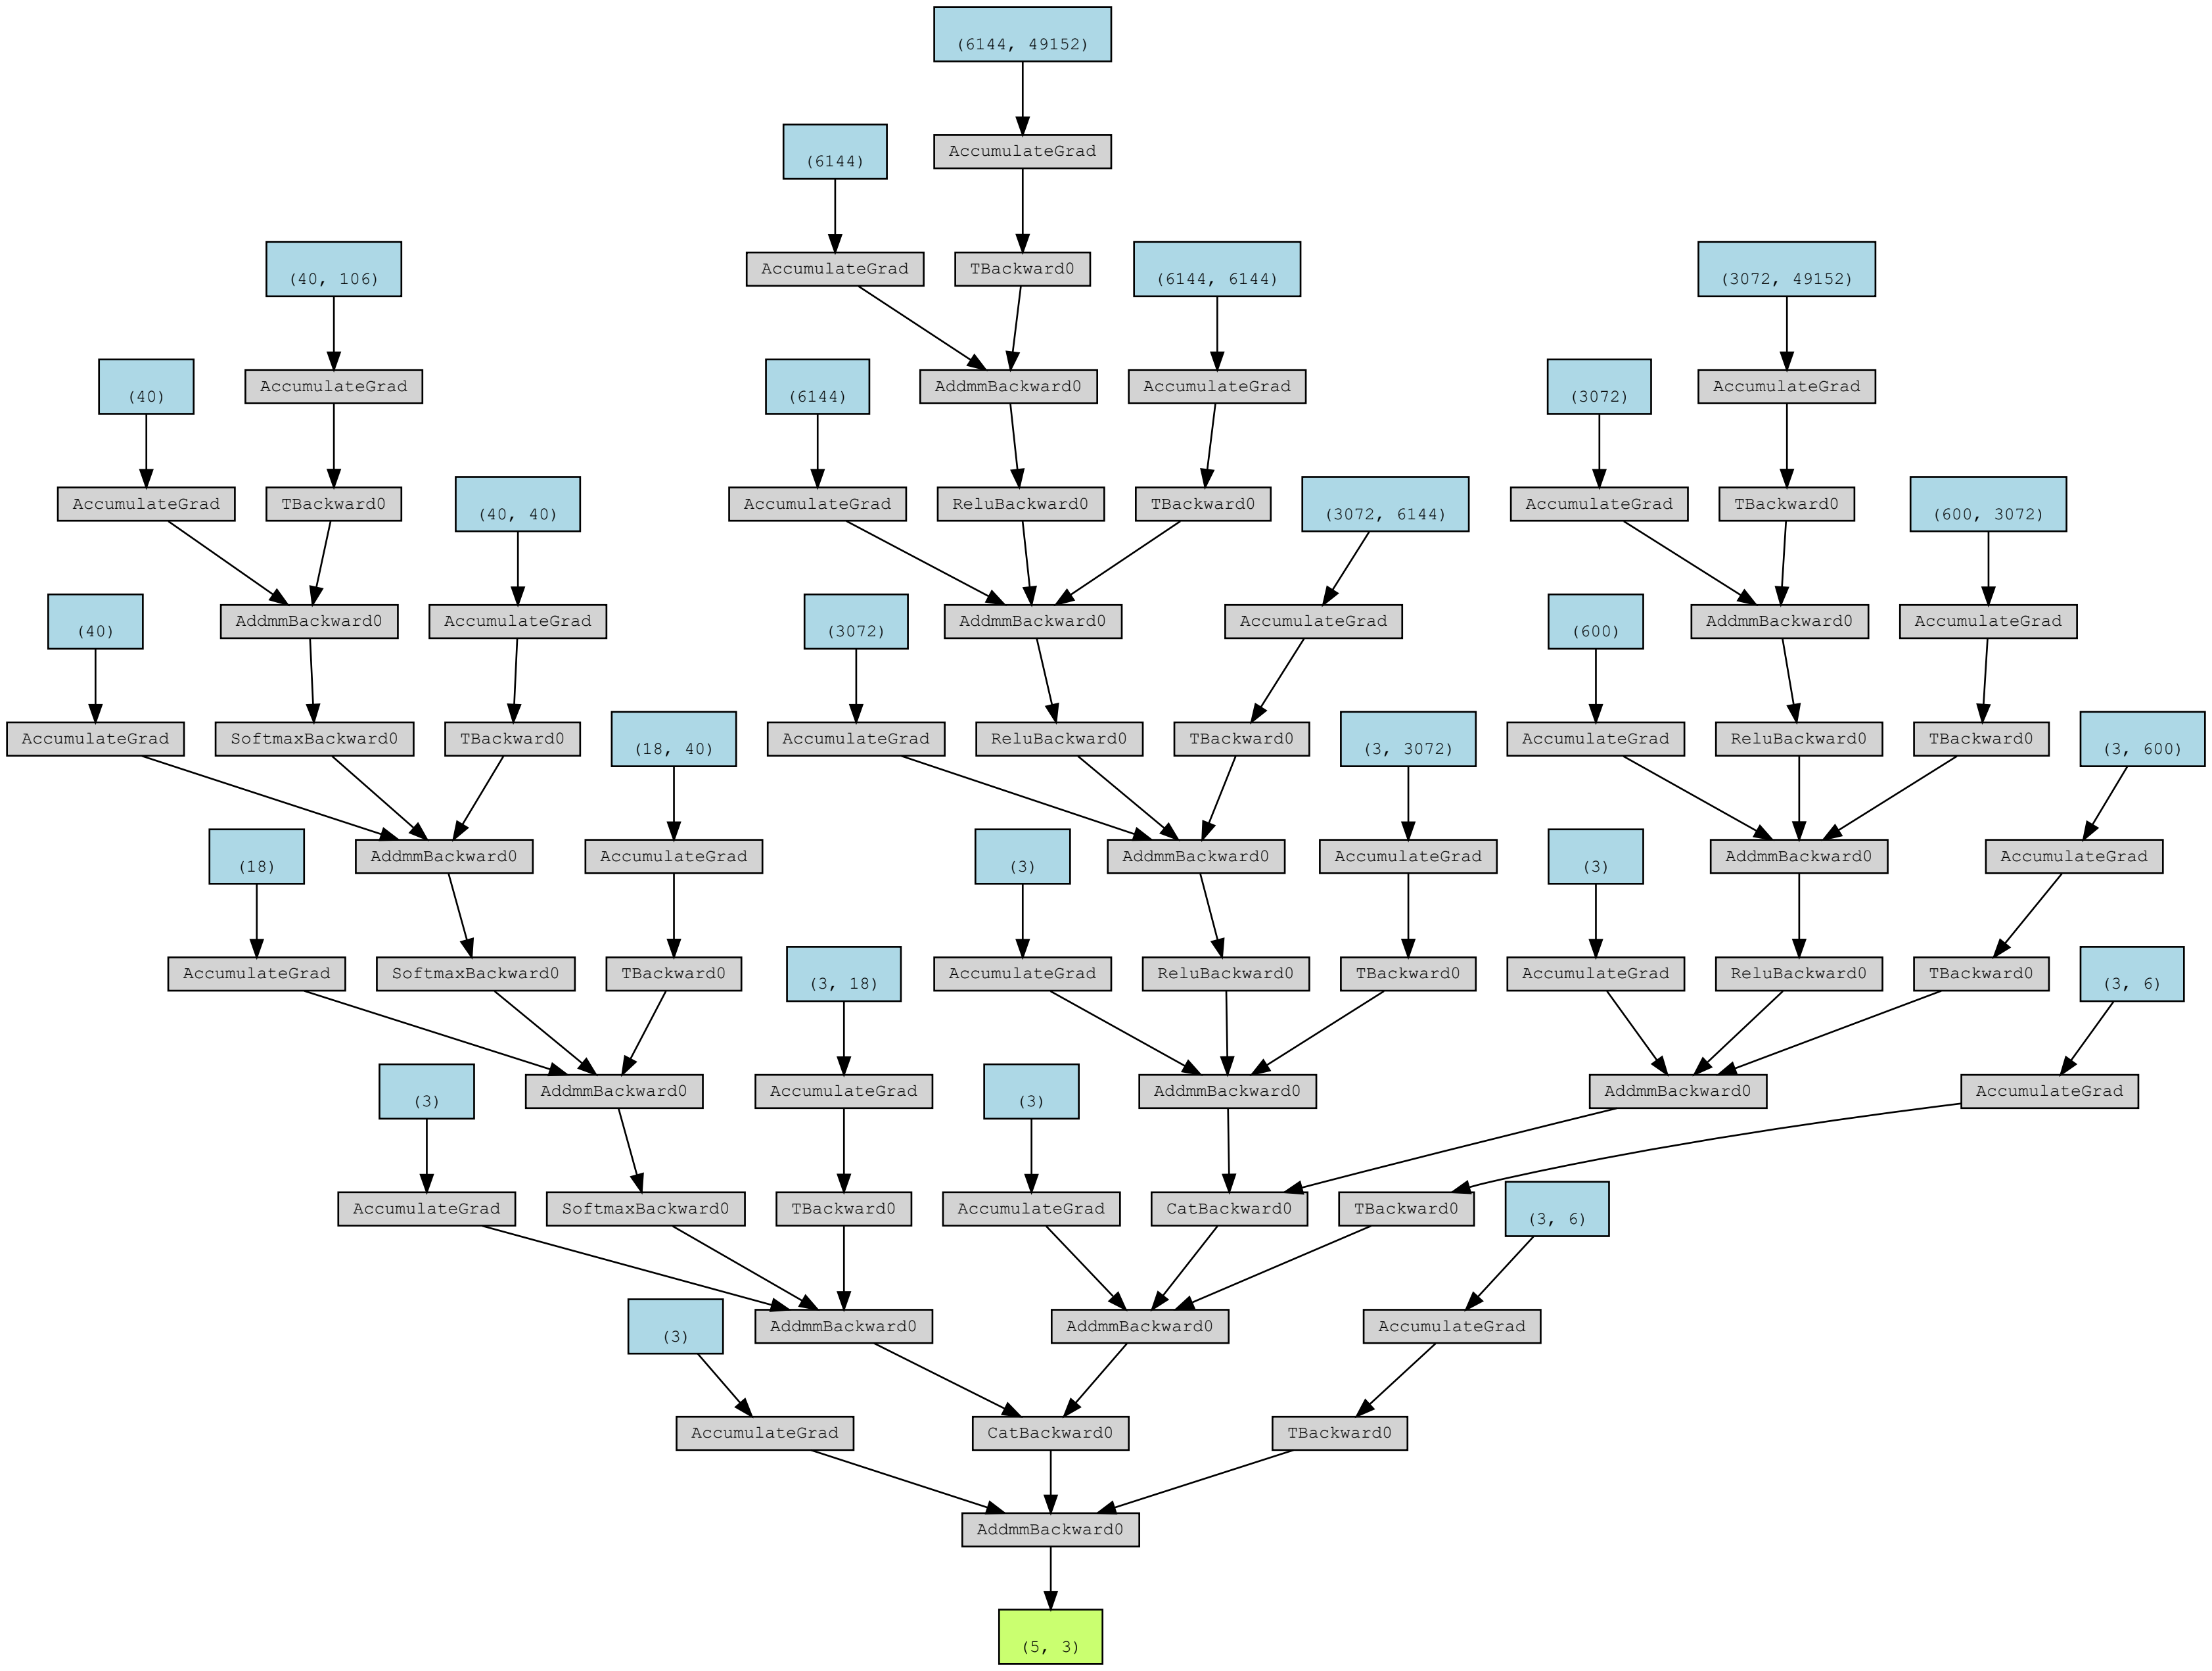 (6144, 49152)
(6144)
AccumulateGrad
(40, 106)
AccumulateGrad
TBackward0
(6144, 6144)
(3072, 49152)
(40)
AccumulateGrad
(6144)
AddmmBackward0
AccumulateGrad
(3072)
AccumulateGrad
AccumulateGrad
TBackward0
(40, 40)
AccumulateGrad
ReluBackward0
TBackward0
(3072, 6144)
AccumulateGrad
TBackward0
(600, 3072)
(40)
AddmmBackward0
AccumulateGrad
(3072)
AddmmBackward0
AccumulateGrad
(600)
AddmmBackward0
AccumulateGrad
AccumulateGrad
SoftmaxBackward0
TBackward0
(18, 40)
AccumulateGrad
ReluBackward0
TBackward0
(3, 3072)
AccumulateGrad
ReluBackward0
TBackward0
(3, 600)
(18)
AddmmBackward0
AccumulateGrad
(3)
AddmmBackward0
AccumulateGrad
(3)
AddmmBackward0
AccumulateGrad
AccumulateGrad
SoftmaxBackward0
TBackward0
(3, 18)
AccumulateGrad
ReluBackward0
TBackward0
AccumulateGrad
ReluBackward0
TBackward0
(3, 6)
(3)
AddmmBackward0
AccumulateGrad
(3)
AddmmBackward0
AddmmBackward0
AccumulateGrad
AccumulateGrad
SoftmaxBackward0
TBackward0
AccumulateGrad
CatBackward0
TBackward0
(3, 6)
(3)
AddmmBackward0
AddmmBackward0
AccumulateGrad
AccumulateGrad
CatBackward0
TBackward0
AddmmBackward0
(5, 3)